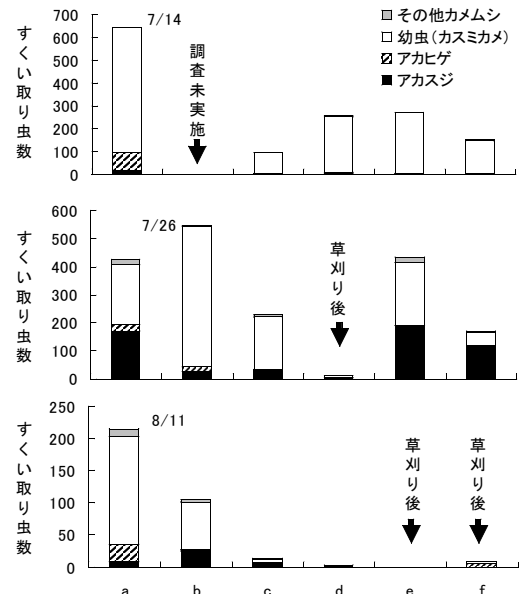 その他カメムシ
幼虫(カスミカメ)
アカヒゲ
アカスジ
7/14
調査未実施
すくい取り虫数
700
600
500
400
300
200
100
0
7/26
草刈り後
すくい取り虫数
600
500
400
300
200
100
0
8/11
草刈り後
草刈り後
すくい取り虫数
250
200
150
100
50
0
a b c d e f